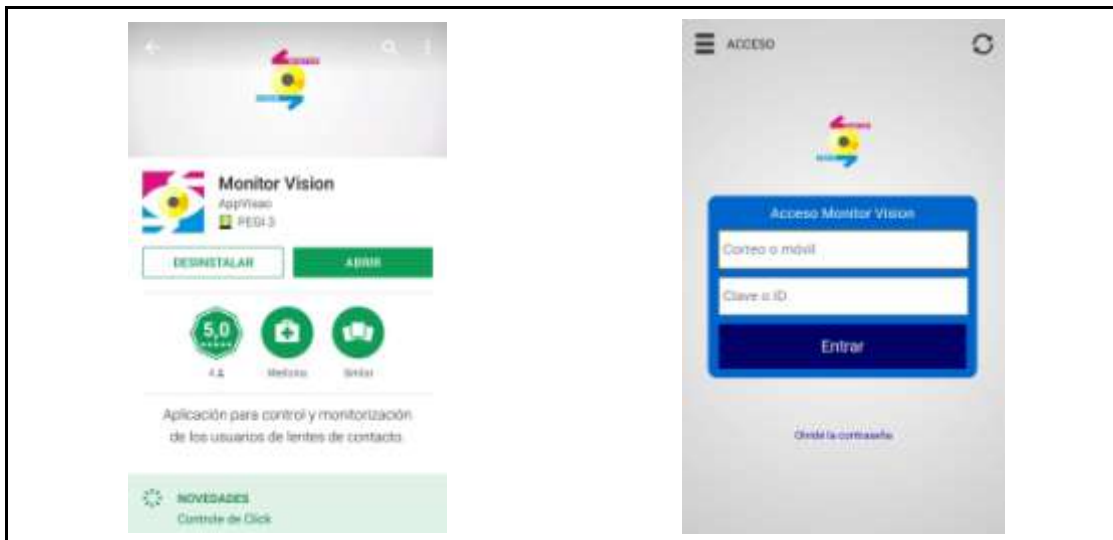 Monitor Vision
AppVisao
PEGI 3
DESINSTALAR
ABRIR
5,0
4
Medicina
Similar
Aplicación para control y monitorización
de los usuarios de lentes de contacto.
NOVEDADES
Controle de Click
ACCESO
Acceso Monitor Vision
Correo o móvil
Clave o ID
Entrar
Olvidé la contraseña